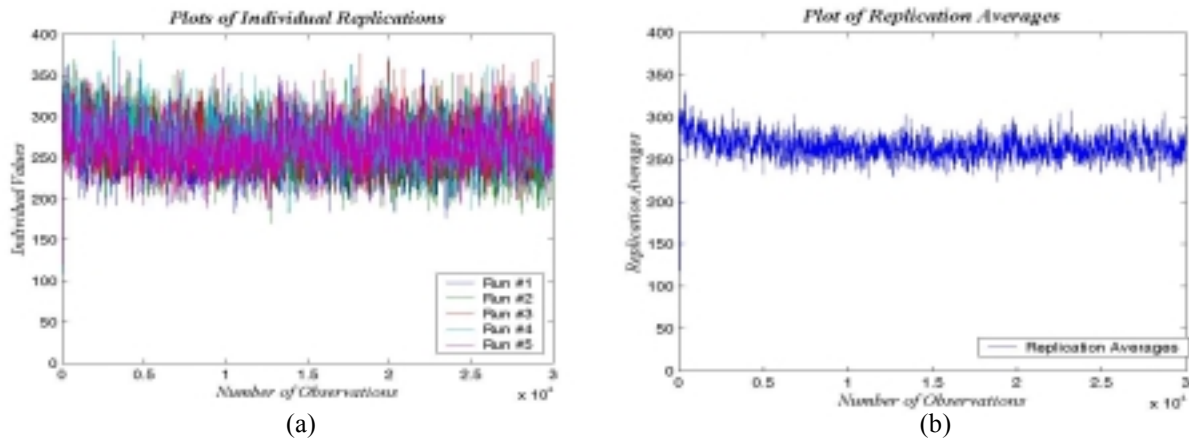 Plots of Individual Replications
400
350
300
250
200
150
100
50
0
Individual Values
Run #1
Run #2
Run #3
Run #4
Run #5
0
0.5
1
1.5
2
2.5
3
x 10⁴
Number of Observations
(a)
Plot of Replication Averages
400
350
300
250
200
150
100
50
0
Replication Averages
Replication Averages
0
0.5
1
1.5
2
2.5
3
x 10⁴
Number of Observations
(b)